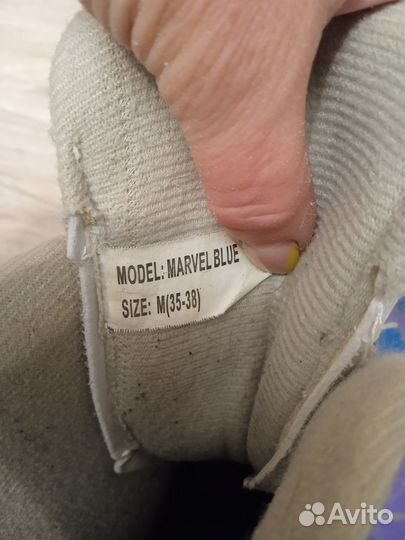 MODEL: MARVEL BLUE
SIZE: M(35-38)
Avito